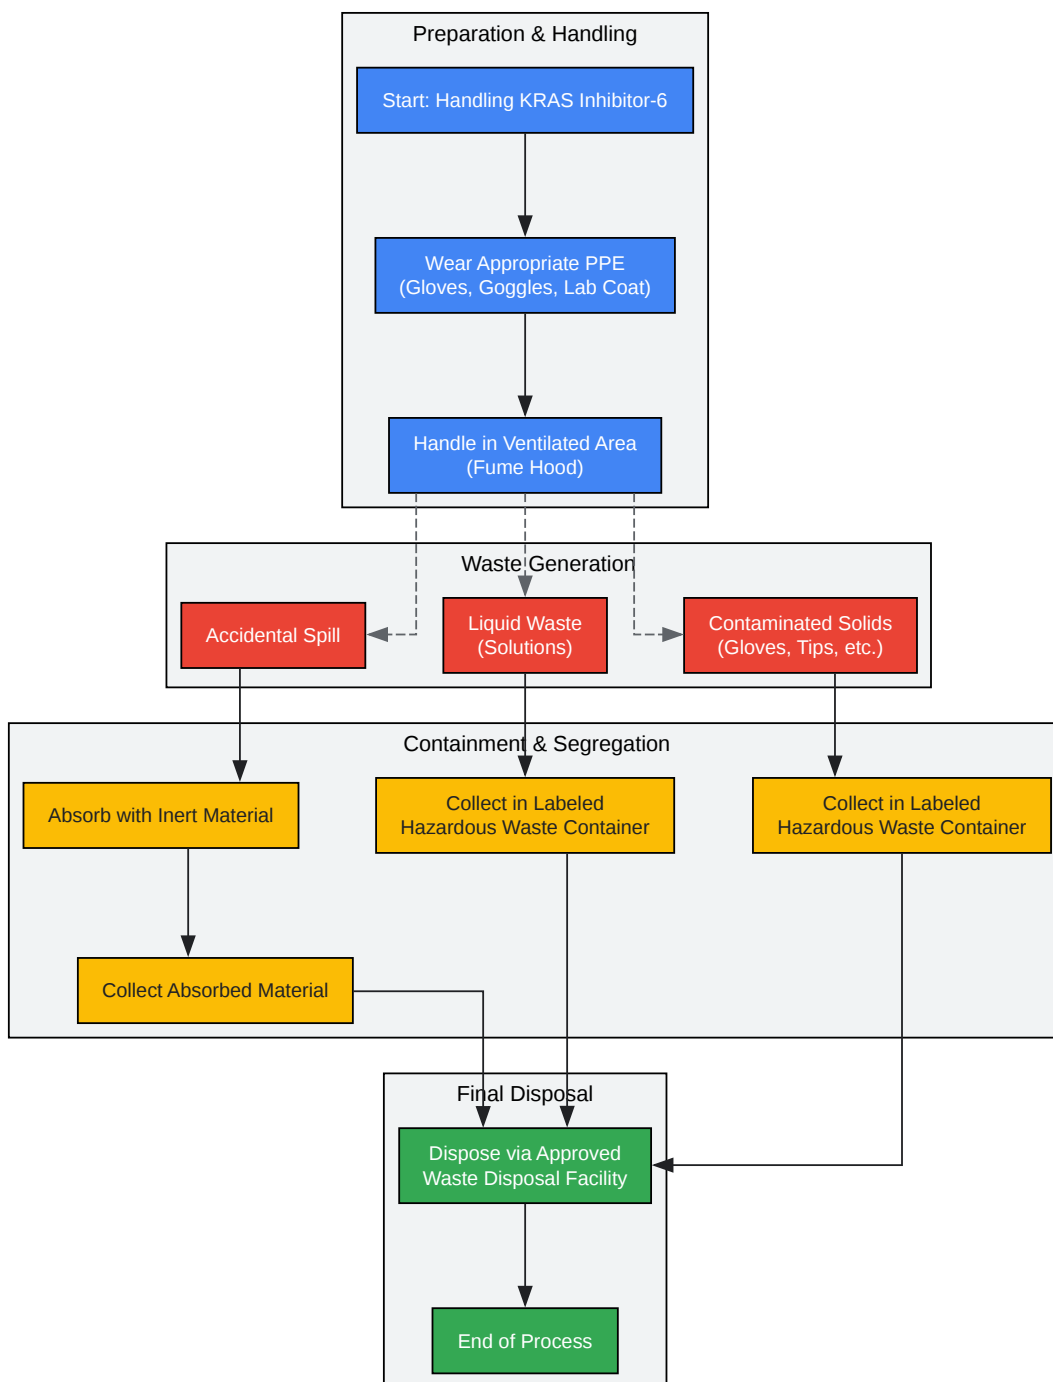 Preparation & Handling
Start: Handling KRAS Inhibitor-6
Wear Appropriate PPE
(Gloves, Goggles, Lab Coat)
Handle in Ventilated Area
(Fume Hood)
Waste Generation
Accidental Spill
Liquid Waste
(Solutions)
Contaminated Solids
(Gloves, Tips, etc.)
Containment & Segregation
Absorb with Inert Material
Collect in Labeled
Hazardous Waste Container
Collect in Labeled
Hazardous Waste Container
Collect Absorbed Material
Final Disposal
Dispose via Approved
Waste Disposal Facility
End of Process